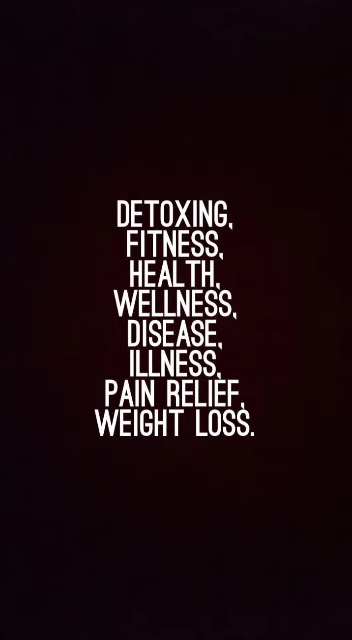 DETOXING,
FITNESS,
HEALTH,
WELLNESS,
DISEASE,
ILLNESS,
PAIN RELIEF,
WEIGHT LOSS.